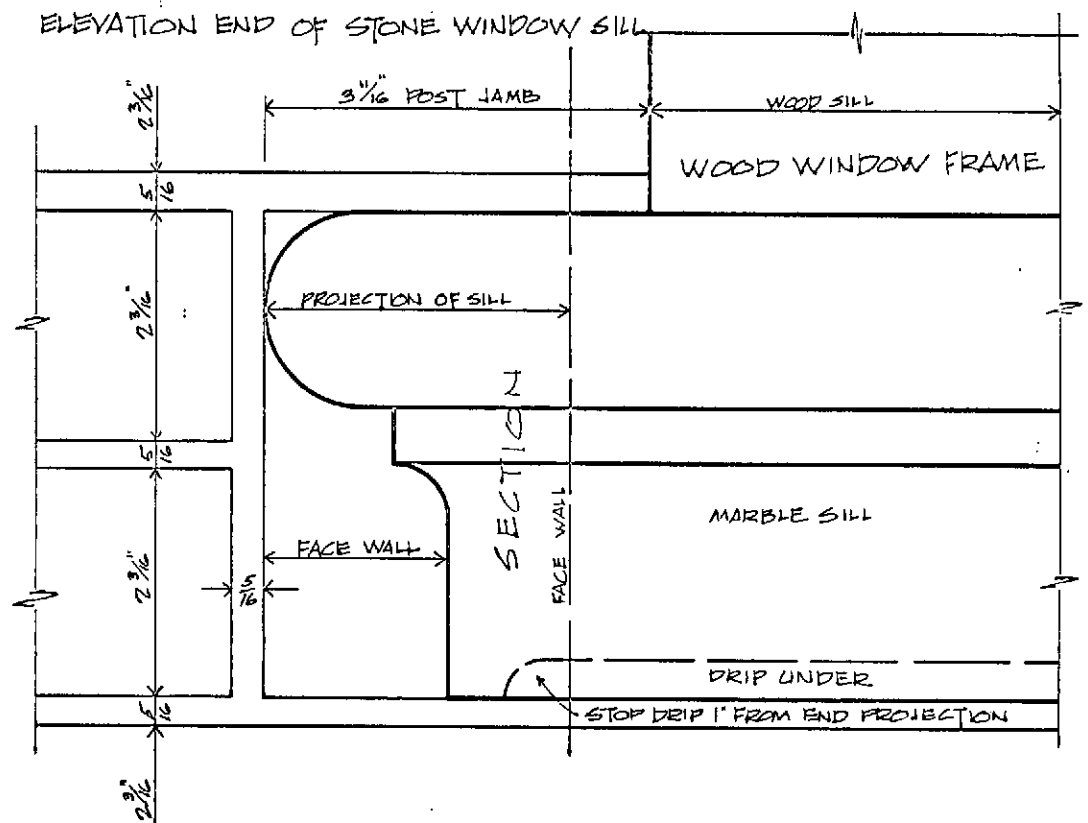 ELEVATION END OF STONE WINDOW SILL
2 3/16"
3 11/16" POST JAMB
WOOD SILL
WOOD WINDOW FRAME
5/16
2 3/16"
PROJECTION OF SILL
SECTION
5/16
FACE WALL
MARBLE SILL
2 3/16"
FACE WALL
5/16
DRIP UNDER
5/16
STOP DRIP 1" FROM END PROJECTION
2 3/16"